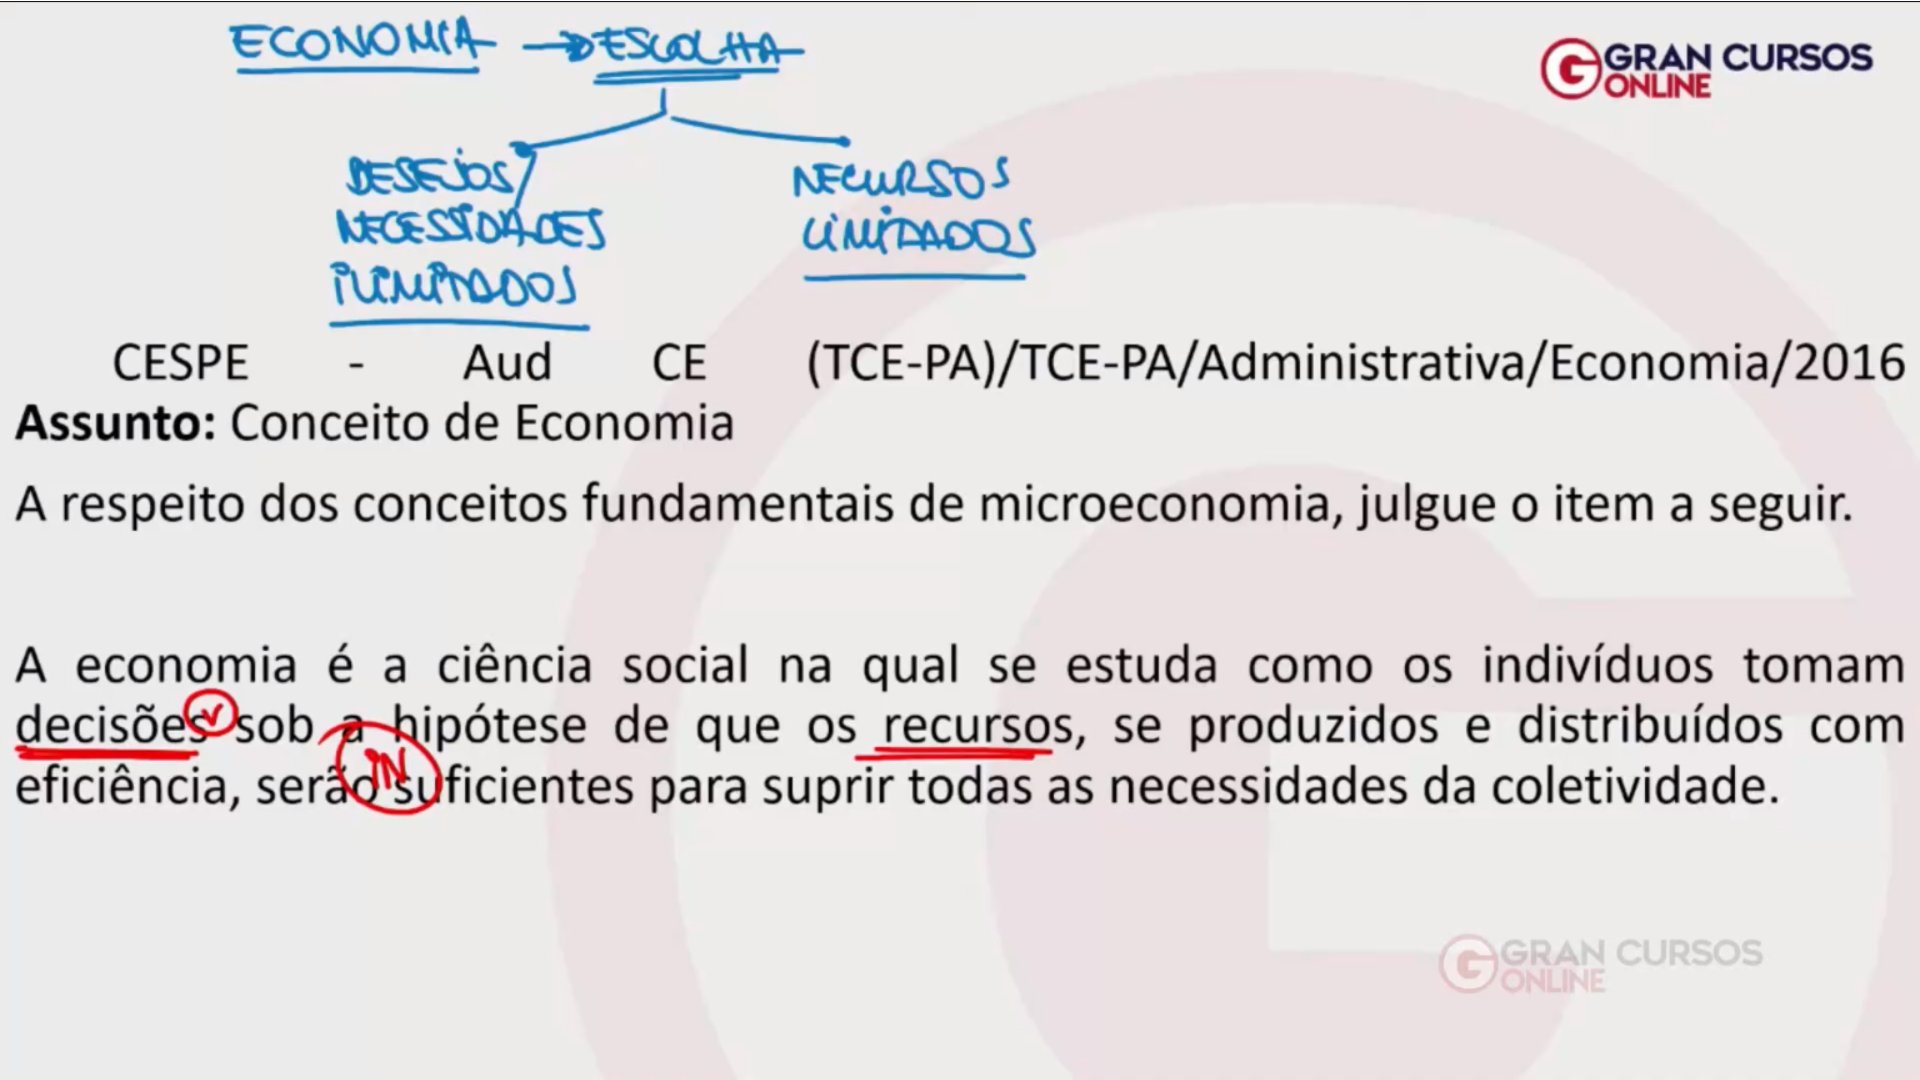 ECONOMIA → ESCOLHA
GRAN CURSOS
ONLINE
DESEJOS/
NECESSIDADES
ILIMITADOS
RECURSOS
LIMITADOS
CESPE - Aud CE (TCE-PA)/TCE-PA/Administrativa/Economia/2016
Assunto: Conceito de Economia
A respeito dos conceitos fundamentais de microeconomia, julgue o item a seguir.
A economia é a ciência social na qual se estuda como os indivíduos tomam
decisões v sob a hipótese de que os recursos, se produzidos e distribuídos com
IN
eficiência, serão suficientes para suprir todas as necessidades da coletividade.
GRAN CURSOS
ONLINE